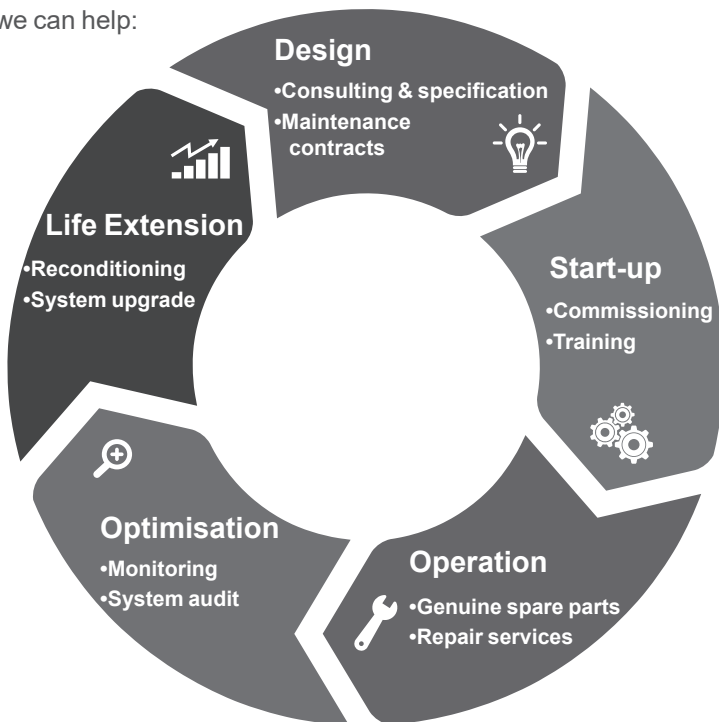 we can help:
Design
•Consulting & specification
•Maintenance
contracts
Start-up
•Commissioning
•Training
Operation
•Genuine spare parts
•Repair services
Optimisation
•Monitoring
•System audit
Life Extension
•Reconditioning
•System upgrade